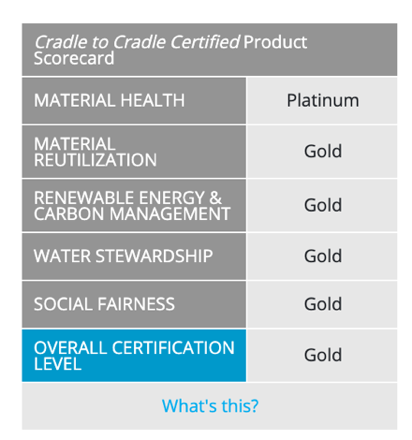 Cradle to Cradle Certified Product
Scorecard
MATERIAL HEALTH Platinum
MATERIAL
REUTILIZATION Gold
RENEWABLE ENERGY &
CARBON MANAGEMENT Gold
WATER STEWARDSHIP Gold
SOCIAL FAIRNESS Gold
OVERALL CERTIFICATION
LEVEL Gold
What's this?